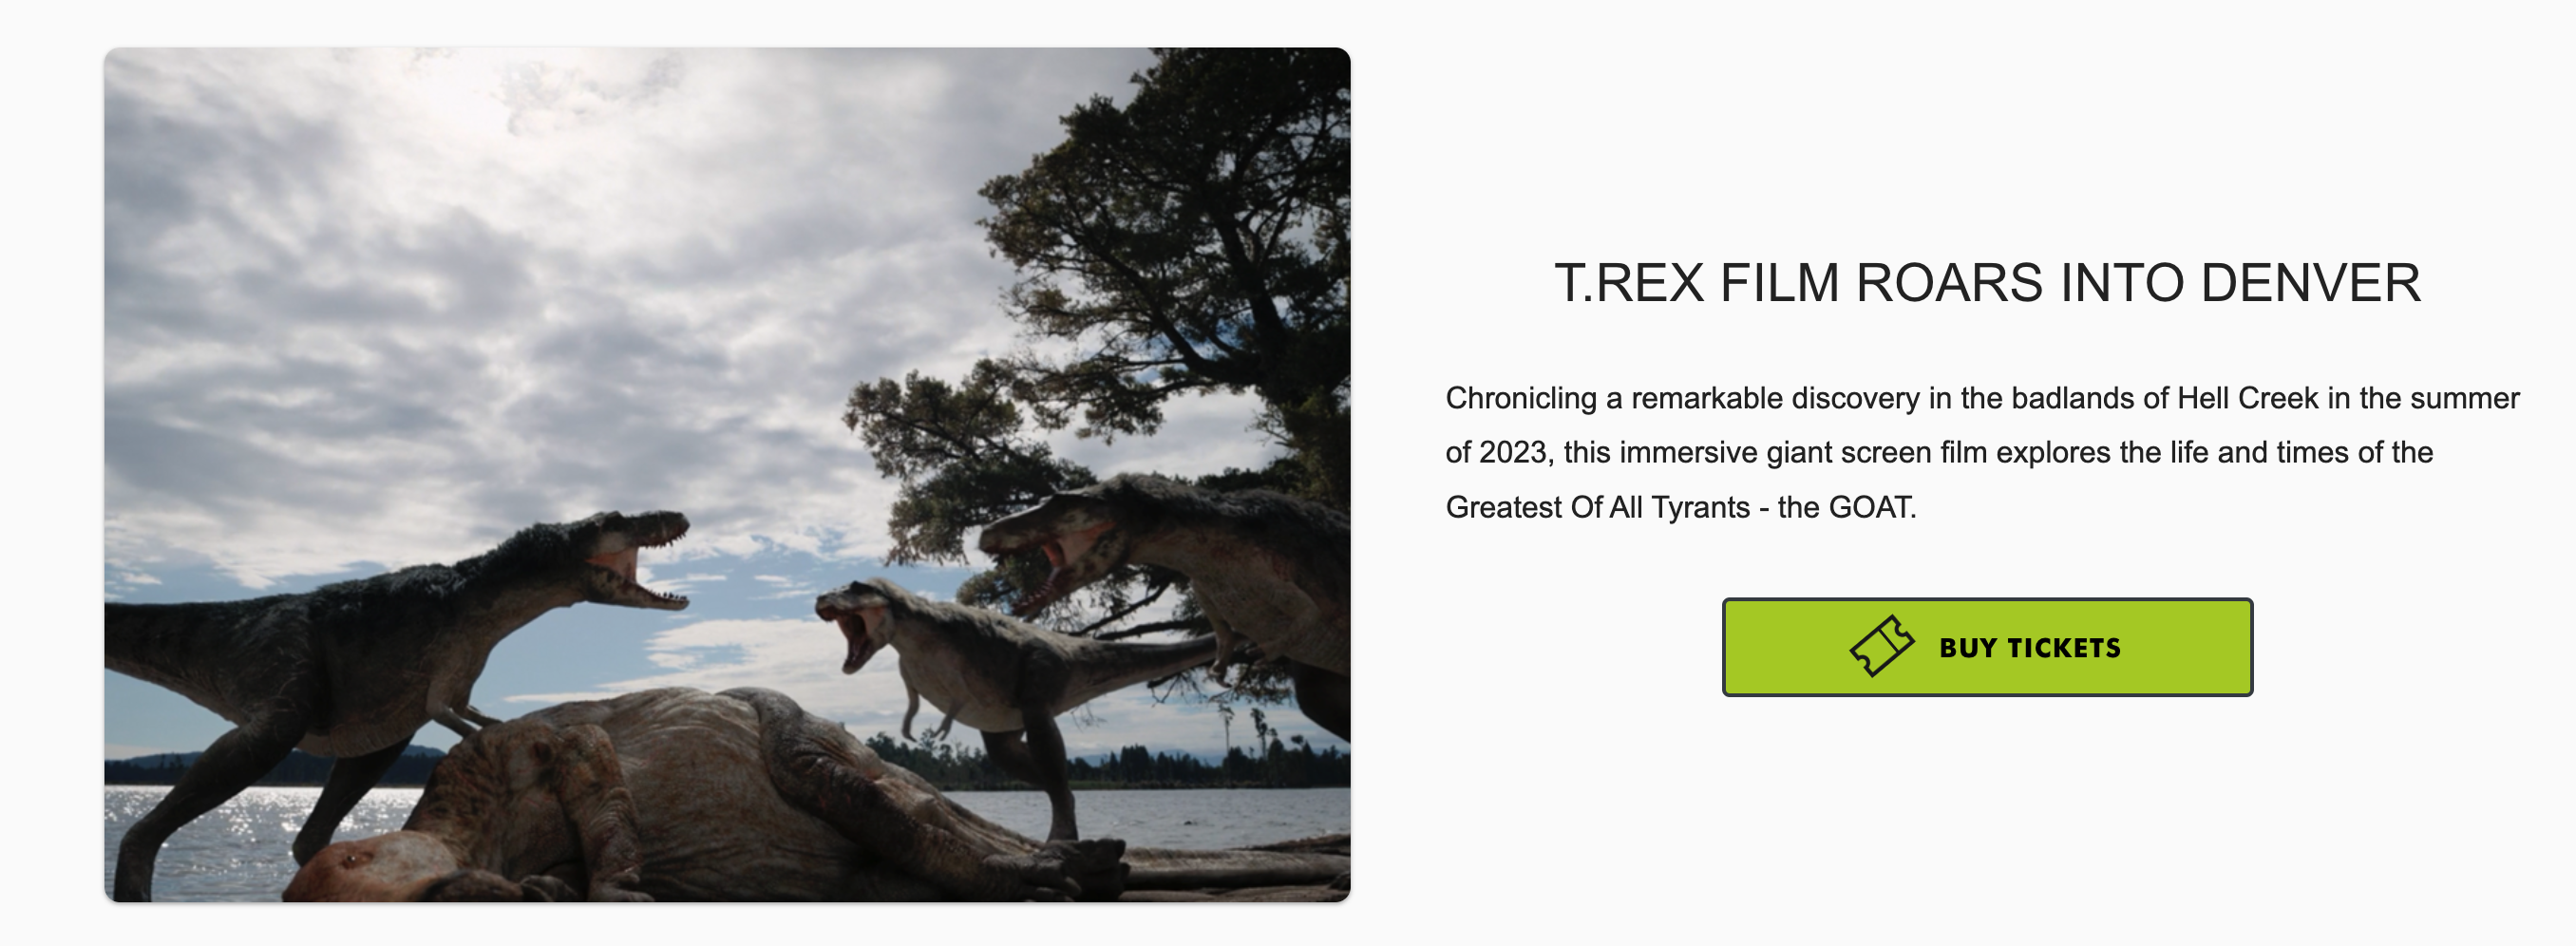 T.REX FILM ROARS INTO DENVER
Chronicling a remarkable discovery in the badlands of Hell Creek in the summer
of 2023, this immersive giant screen film explores the life and times of the
Greatest Of All Tyrants - the GOAT.
BUY TICKETS